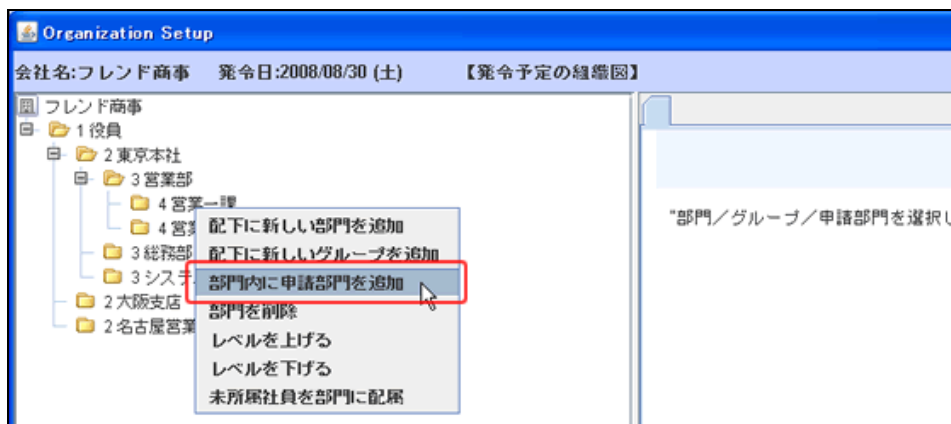 Organization Setup
会社名:フレンド商事 発令日:2008/08/30 (土) 【発令予定の組織図】
フレンド商事
1 役員
2 東京本社
3 営業部
4 営業一課
4 営業
3 総務部
3 システ
2 大阪支店
2 名古屋営業
配下に新しい部門を追加
配下に新しいグループを追加
部門内に申請部門を追加
部門を削除
レベルを上げる
レベルを下げる
未所属社員を部門に配属
"部門／グループ／申請部門を選択し